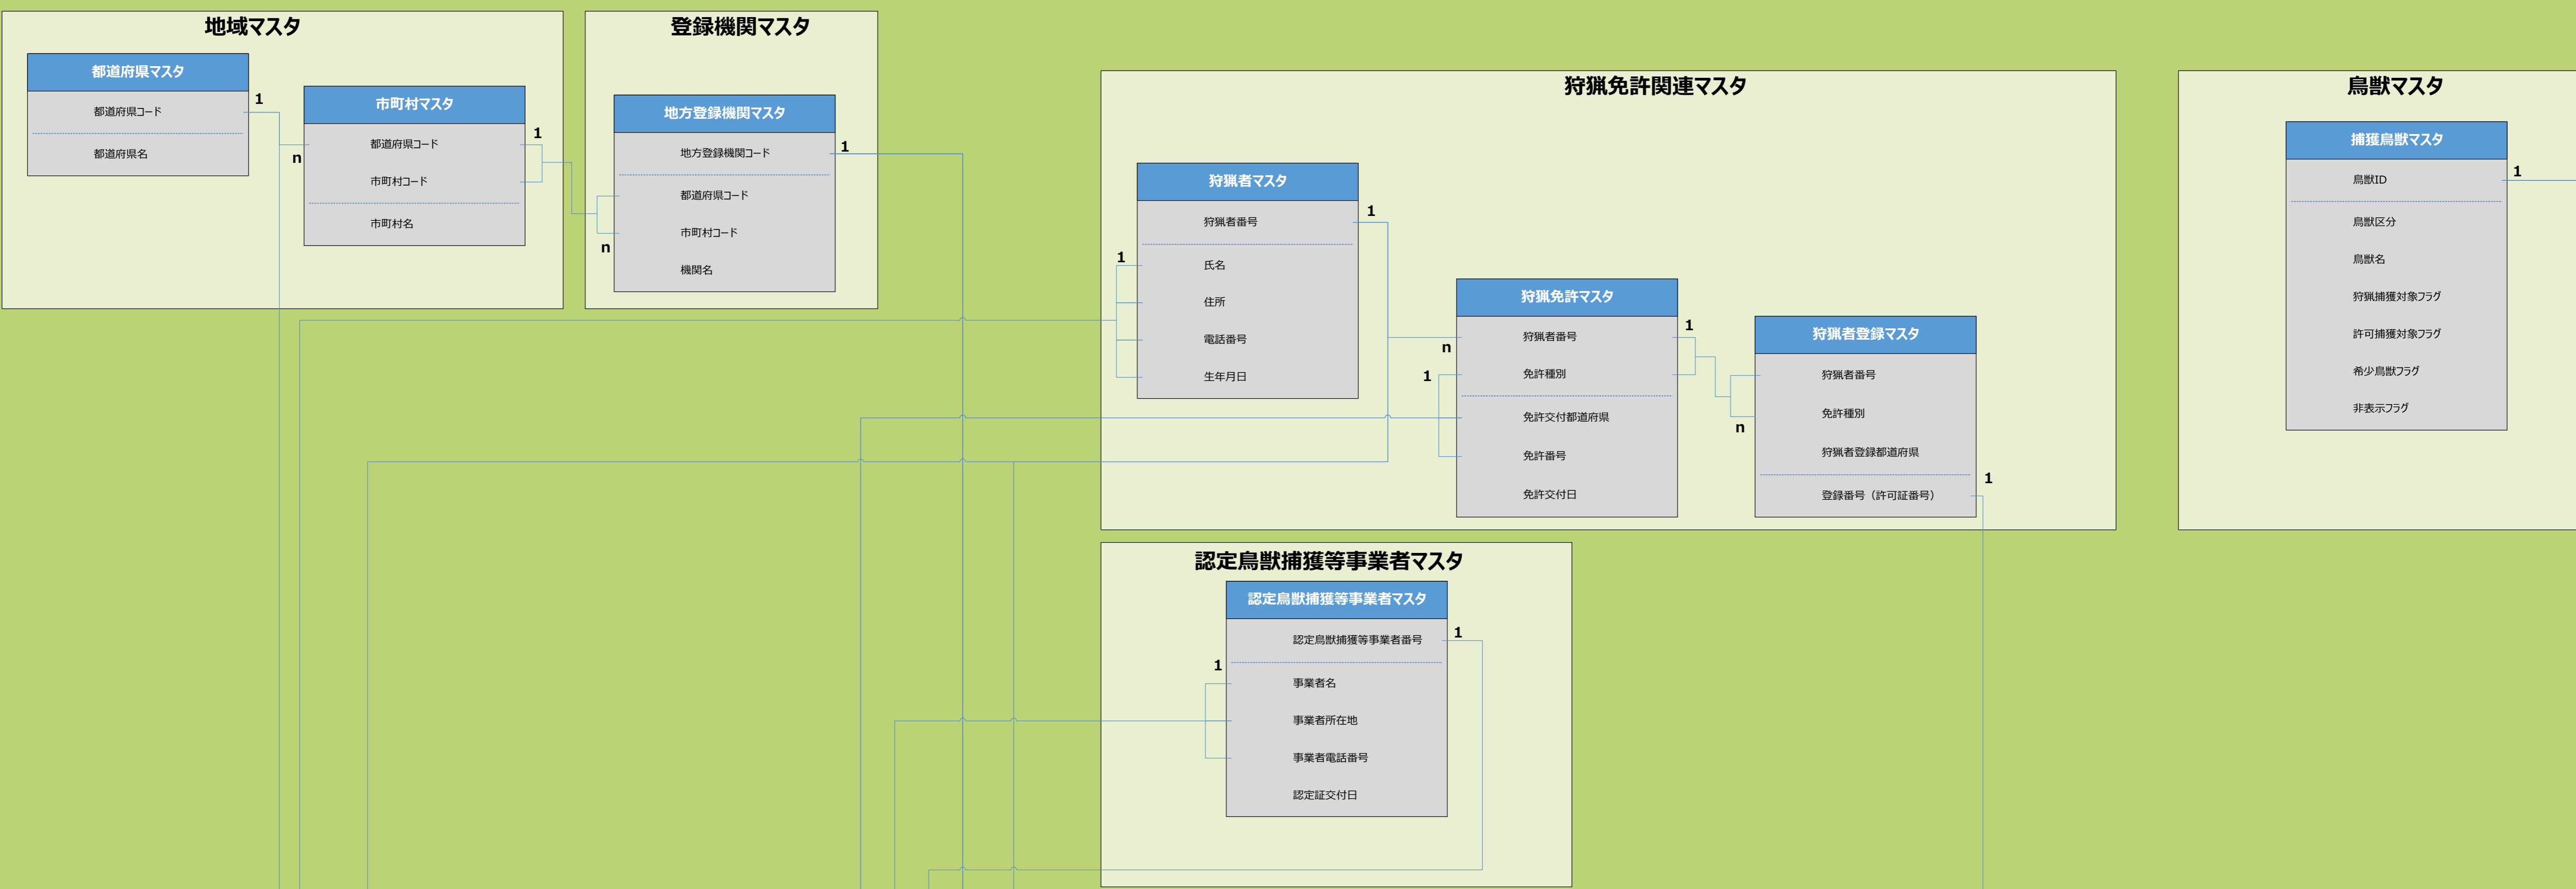 地域マスタ
都道府県マスタ
都道府県コード
都道府県名
1
n
市町村マスタ
都道府県コード
市町村コード
市町村名
1
登録機関マスタ
地方登録機関マスタ
地方登録機関コード
都道府県コード
市町村コード
機関名
n
1
狩猟免許関連マスタ
狩猟者マスタ
狩猟者番号
氏名
住所
電話番号
生年月日
1
1
狩猟免許マスタ
狩猟者番号
免許種別
免許交付都道府県
免許番号
免許交付日
n
1
1
狩猟者登録マスタ
狩猟者番号
免許種別
狩猟者登録都道府県
登録番号（許可証番号）
n
1
鳥獣マスタ
捕獲鳥獣マスタ
鳥獣ID
鳥獣区分
鳥獣名
狩猟捕獲対象フラグ
許可捕獲対象フラグ
希少鳥獣フラグ
非表示フラグ
1
認定鳥獣捕獲等事業者マスタ
認定鳥獣捕獲等事業者マスタ
認定鳥獣捕獲等事業者番号
事業者名
事業者所在地
事業者電話番号
認定証交付日
1
1